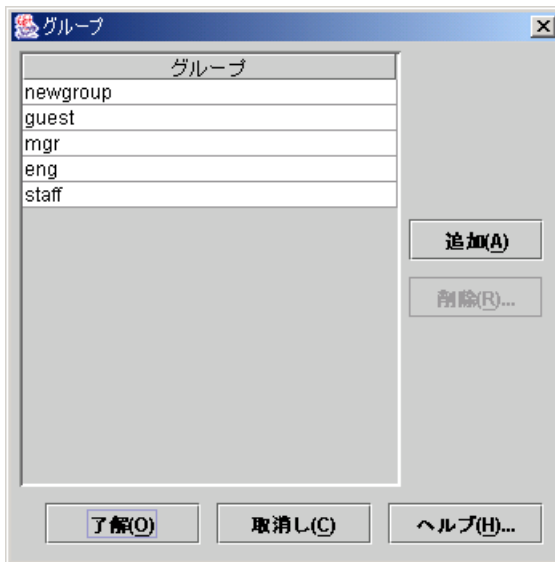 グループ
グループ
newgroup
guest
mgr
eng
staff
追加(A)
削除(R)...
了解(O)
取消し(C)
ヘルプ(H)...